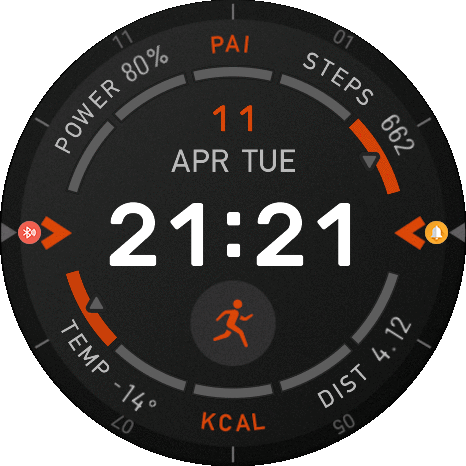 11
PAI
01
POWER 80%
STEPS 662
11
APR TUE
21:21
TEMP -14°
DIST 4.12
KCAL
07
05